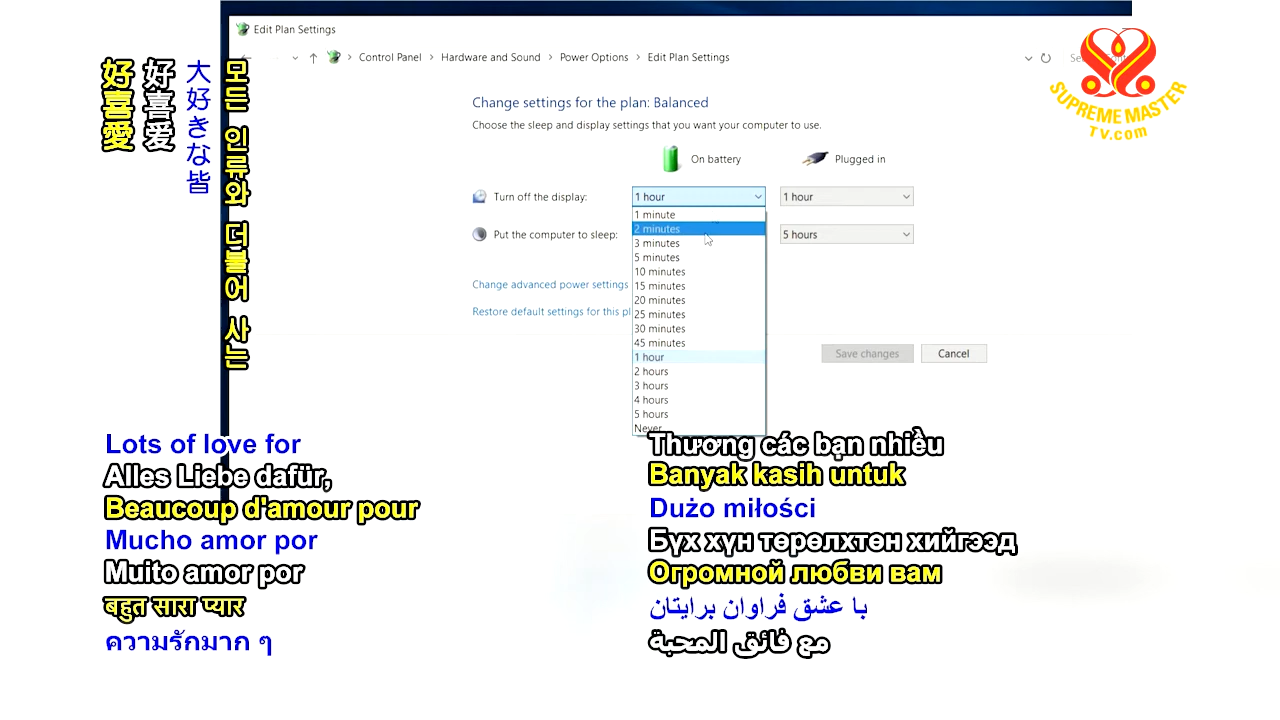 Edit Plan Settings
Control Panel > Hardware and Sound > Power Options > Edit Plan Settings
SUPREME MASTER
TV.com
Change settings for the plan: Balanced
Choose the sleep and display settings that you want your computer to use.
On battery
Plugged in
Turn off the display:
1 hour
1 hour
Put the computer to sleep:
5 hours
1 minute
2 minutes
3 minutes
5 minutes
10 minutes
15 minutes
20 minutes
25 minutes
30 minutes
45 minutes
1 hour
2 hours
3 hours
4 hours
5 hours
Never
Change advanced power settings
Restore default settings for this pl
Save changes
Cancel
好喜愛
好喜爱
大好きな皆
모든 인류와 더불어 사는
Lots of love for
Alles Liebe dafür,
Beaucoup d'amour pour
Mucho amor por
Muito amor por
बहुत सारा प्यार
ความรักมาก ๆ
Thương các bạn nhiều
Banyak kasih untuk
Dużo miłości
Бүх хүн төрөлхтөн хийгээд
Огромной любви вам
با عشق فراوان برایتان
مع فائق المحبة